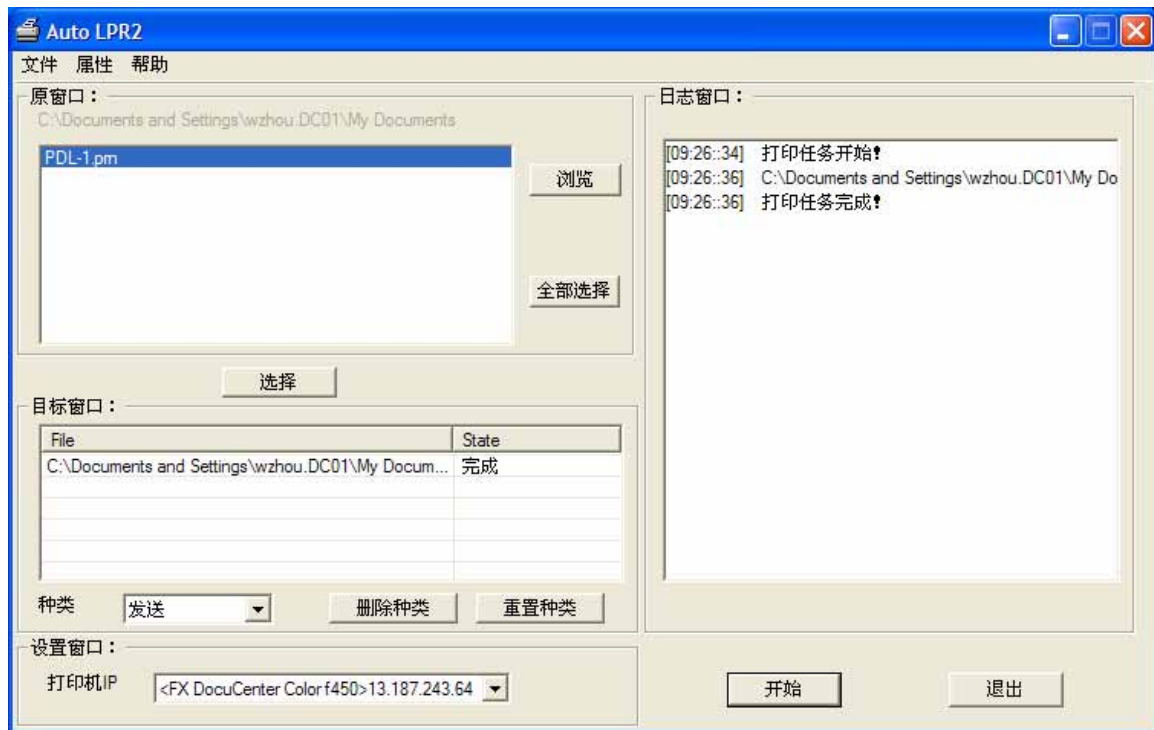 Auto LPR2
文件 属性 帮助
原窗口：
C:\Documents and Settings\wzhou.DC01\My Documents
PDL-1.prn
浏览
全部选择
选择
目标窗口：
File State
C:\Documents and Settings\wzhou.DC01\My Docum... 完成
种类 发送 删除种类 重置种类
设置窗口：
打印机IP <FX DocuCenter Color f450>13.187.243.64
日志窗口：
[09:26::34] 打印任务开始！
[09:26::36] C:\Documents and Settings\wzhou.DC01\My Do
[09:26::36] 打印任务完成！
开始 退出